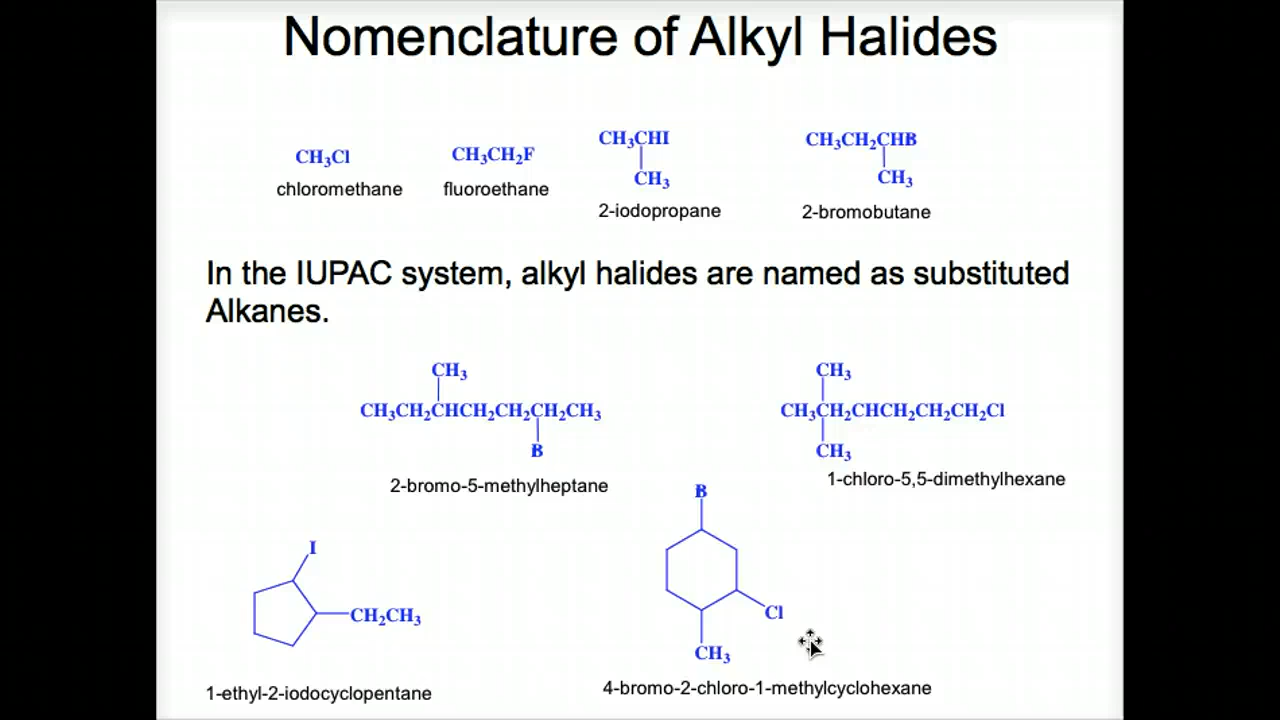 Nomenclature of Alkyl Halides
CH₃Cl
chloromethane
CH₃CH₂F
fluoroethane
CH₃CHI
CH₃
2-iodopropane
CH₃CH₂CHB
CH₃
2-bromobutane
In the IUPAC system, alkyl halides are named as substituted
Alkanes.
CH₃
CH₃CH₂CHCH₂CH₂CH₂CH₃
B
2-bromo-5-methylheptane
CH₃
CH₃CH₂CHCH₂CH₂CH₂Cl
CH₃
1-chloro-5,5-dimethylhexane
I
CH₂CH₃
1-ethyl-2-iodocyclopentane
B
Cl
CH₃
4-bromo-2-chloro-1-methylcyclohexane